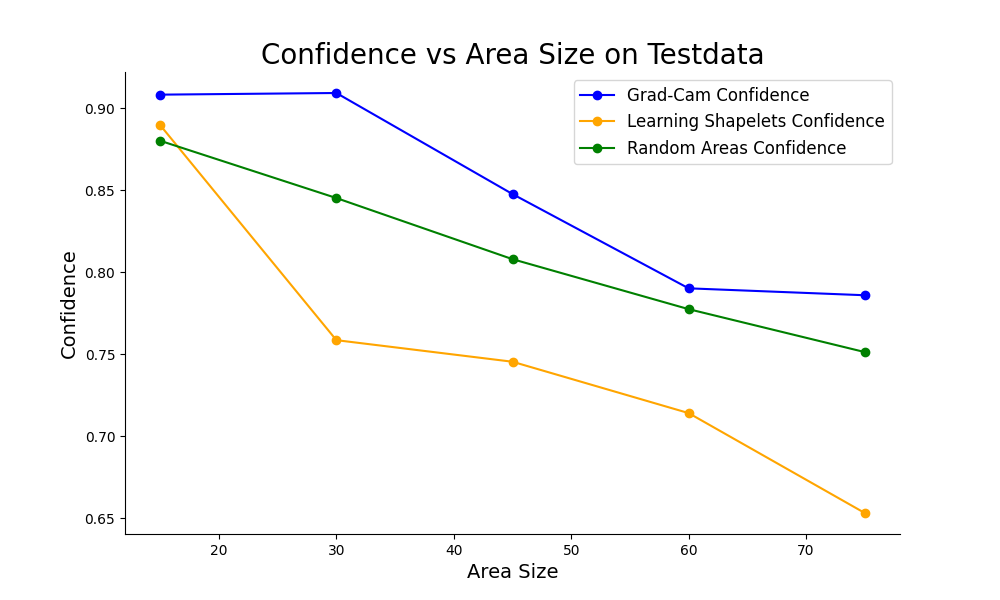 Confidence vs Area Size on Testdata
Grad-Cam Confidence
Learning Shapelets Confidence
Random Areas Confidence
Confidence
0.90
0.85
0.80
0.75
0.70
0.65
20 30 40 50 60 70
Area Size